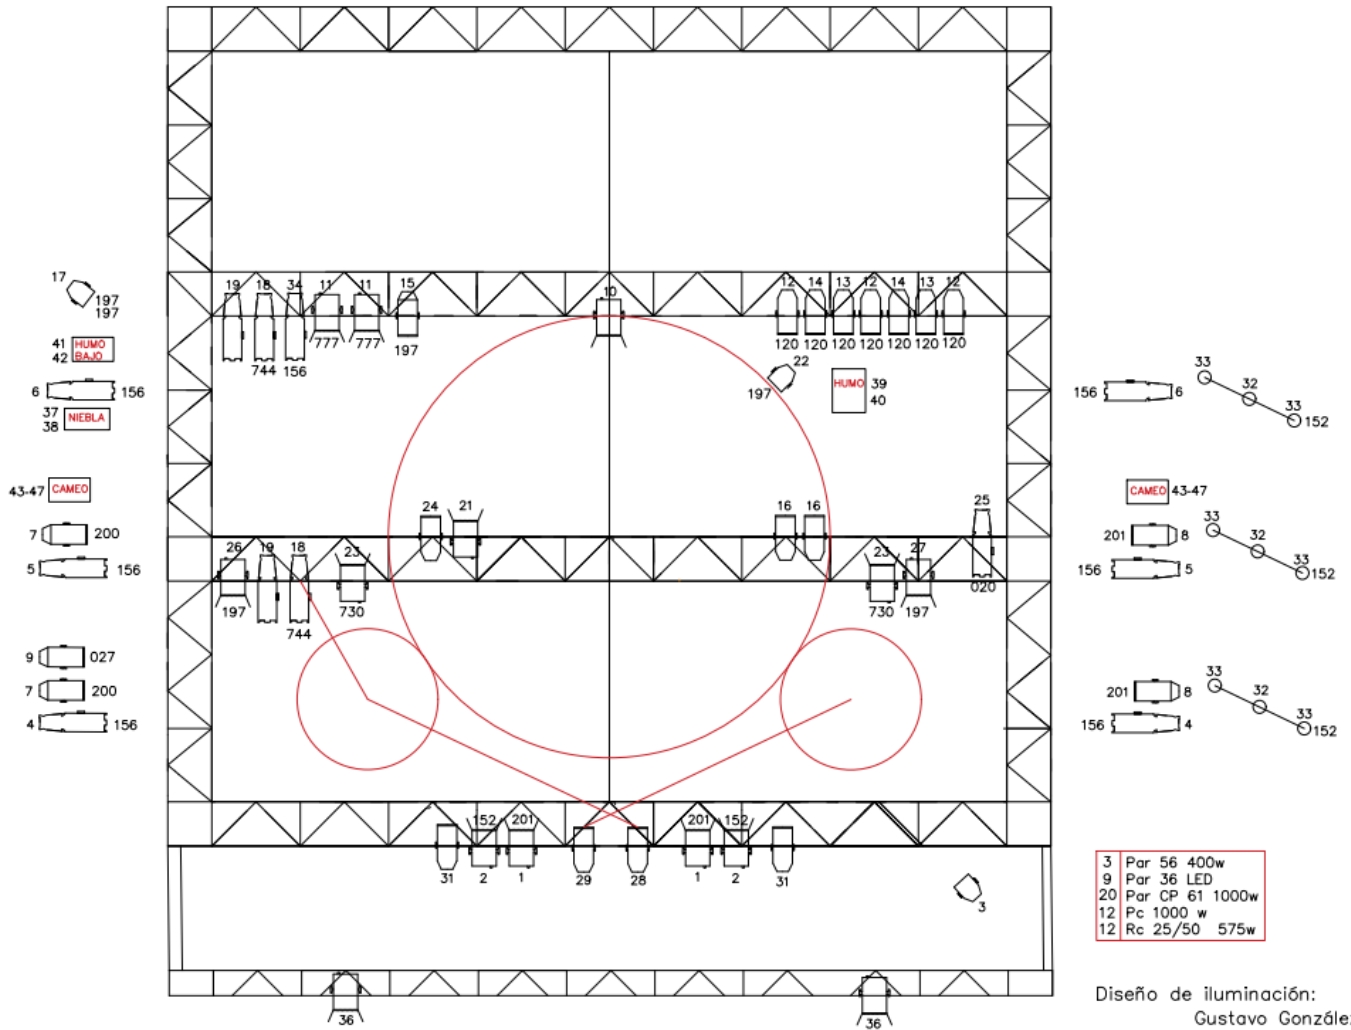 19 18 34 11 11 15 10 12 14 13 12 14 13 12
17
197
197
777 777 197 120 120 120 120 120 120 120
744 156
41 HUMO
42 BAJO
6 156
37 NIEBLA
38
22
197
HUMO 39
40
156 6
33
32
33
152
43-47 CAMEO
CAMEO 43-47
24 21 16 16 25
7 200
201 8
33
32
33
152
5 156
156 5
26 19 18 23 23 27
197 730 730 197 020
744
9 027
7 200
201 8
4 156
156 4
33
32
33
152
152 201 201 152
31 2 1 29 28 1 2 31
3
3 Par 56 400w
9 Par 36 LED
20 Par CP 61 1000w
12 Pc 1000 w
12 Rc 25/50 575w
36 36
Diseño de iluminación:
Gustavo Gonzále